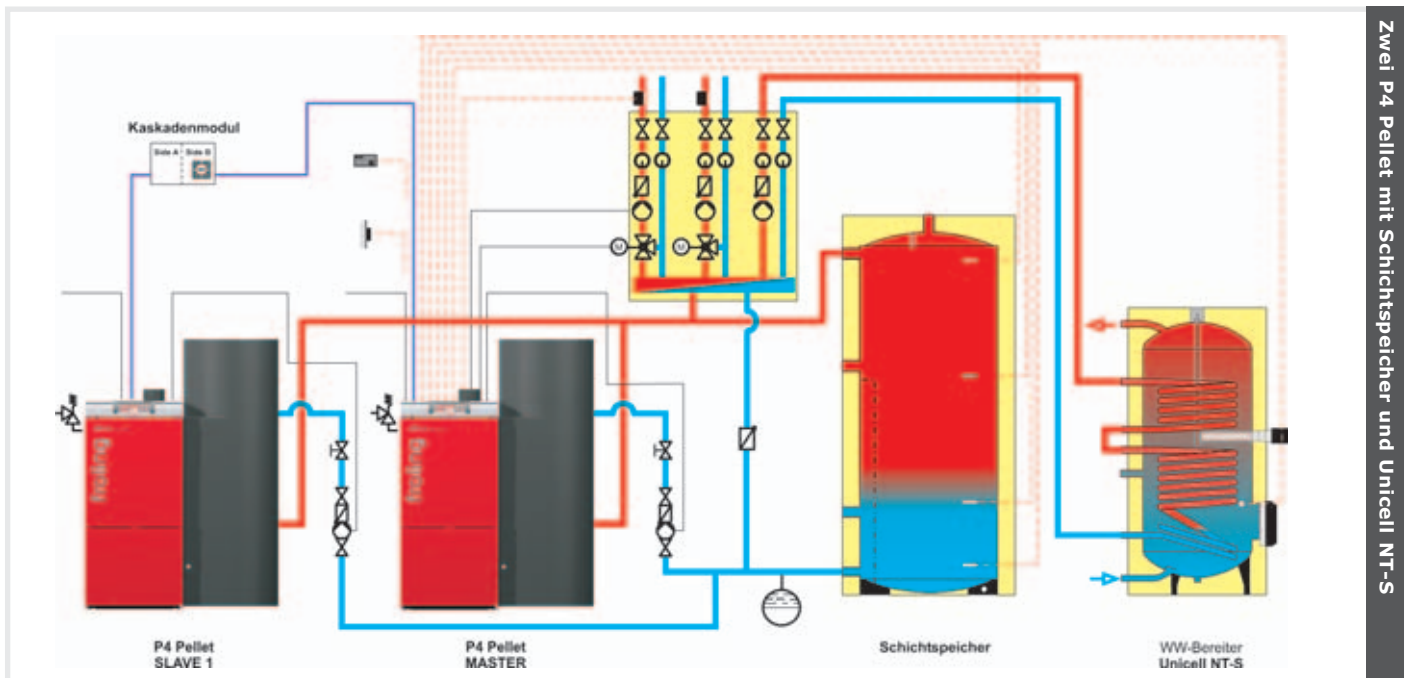 Zwei P4 Pellet mit Schichtspeicher und Unicell NT-S
Kaskadenmodul
Side A
Side B
M
M
P4 Pellet
SLAVE 1
P4 Pellet
MASTER
Schichtspeicher
WW-Bereiter
Unicell NT-S